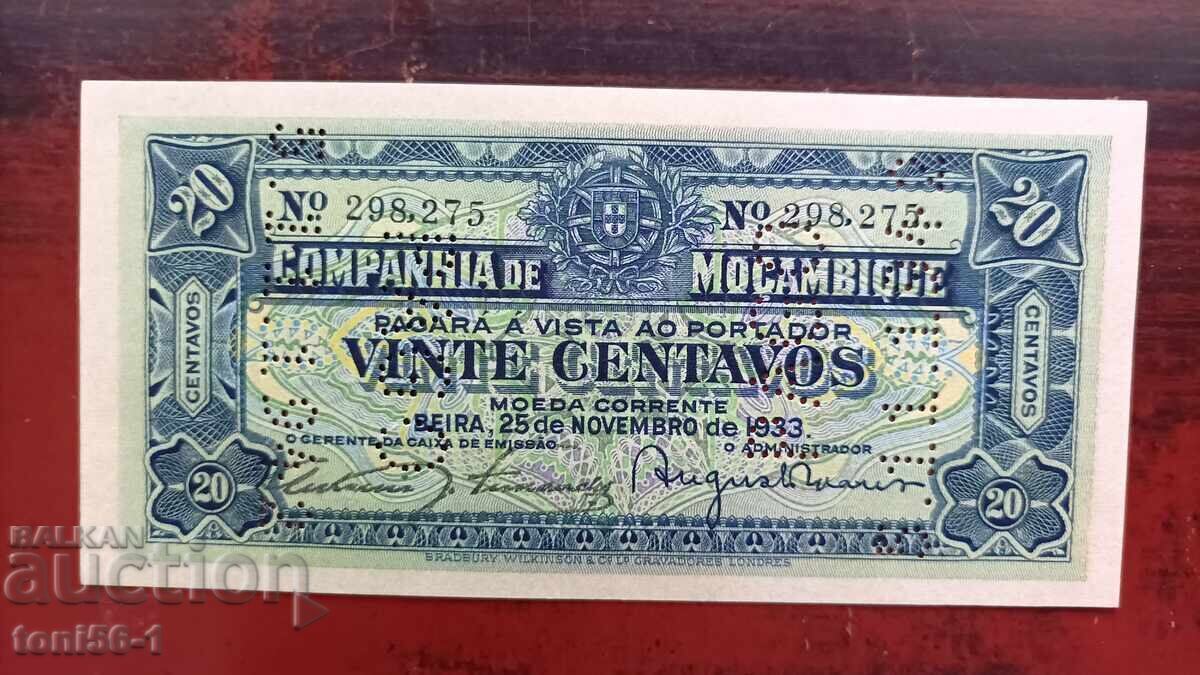 20 20
Nº 298,275 Nº 298,275
COMPANHIA DE MOÇAMBIQUE
PAGARÁ Á VISTA AO PORTADOR
CENTAVOS VINTE CENTAVOS CENTAVOS
MOEDA CORRENTE
BEIRA, 25 de NOVEMBRO de 1933
O GERENTE DA CAIXA DE EMISSÃO O ADMINISTRADOR
20 20
BRADBURY, WILKINSON & Cº Lº GRAVADORES LONDRES
BALKAN
auction
toni56-1